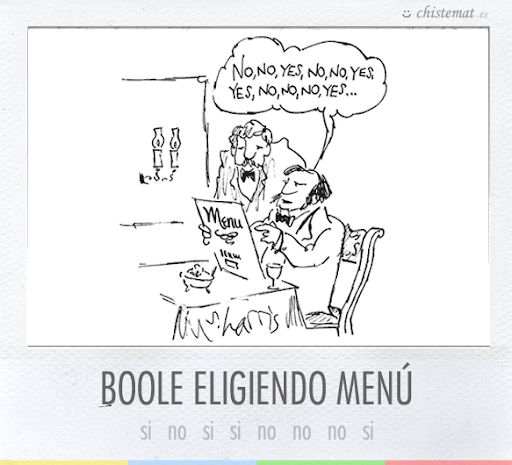 chistemat.es
NO, NO, YES, NO, NO, YES,
YES, NO, NO, NO, YES...
Menu
S. harris
BOOLE ELIGIENDO MENÚ
si no si si no no no si